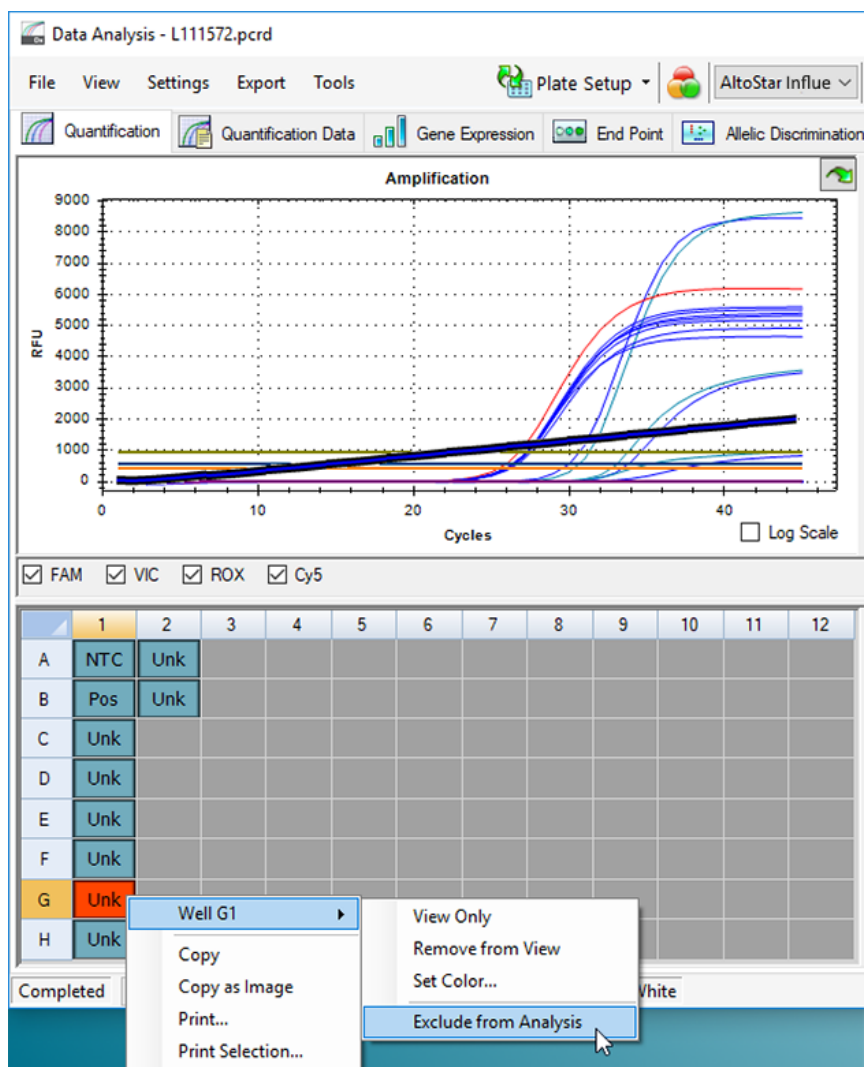 Data Analysis - L111572.pcrd
File View Settings Export Tools Plate Setup AltoStar Influe
Quantification Quantification Data Gene Expression End Point Allelic Discrimination
Amplification
9000
8000
7000
6000
5000
4000
3000
2000
1000
0
RFU
0 10 20 30 40
Cycles
Log Scale
FAM VIC ROX Cy5
1 2 3 4 5 6 7 8 9 10 11 12
A NTC Unk
B Pos Unk
C Unk
D Unk
E Unk
F Unk
G Unk
H Unk
Well G1
Copy
Copy as Image
Print...
Print Selection...
View Only
Remove from View
Set Color...
Exclude from Analysis
Completed